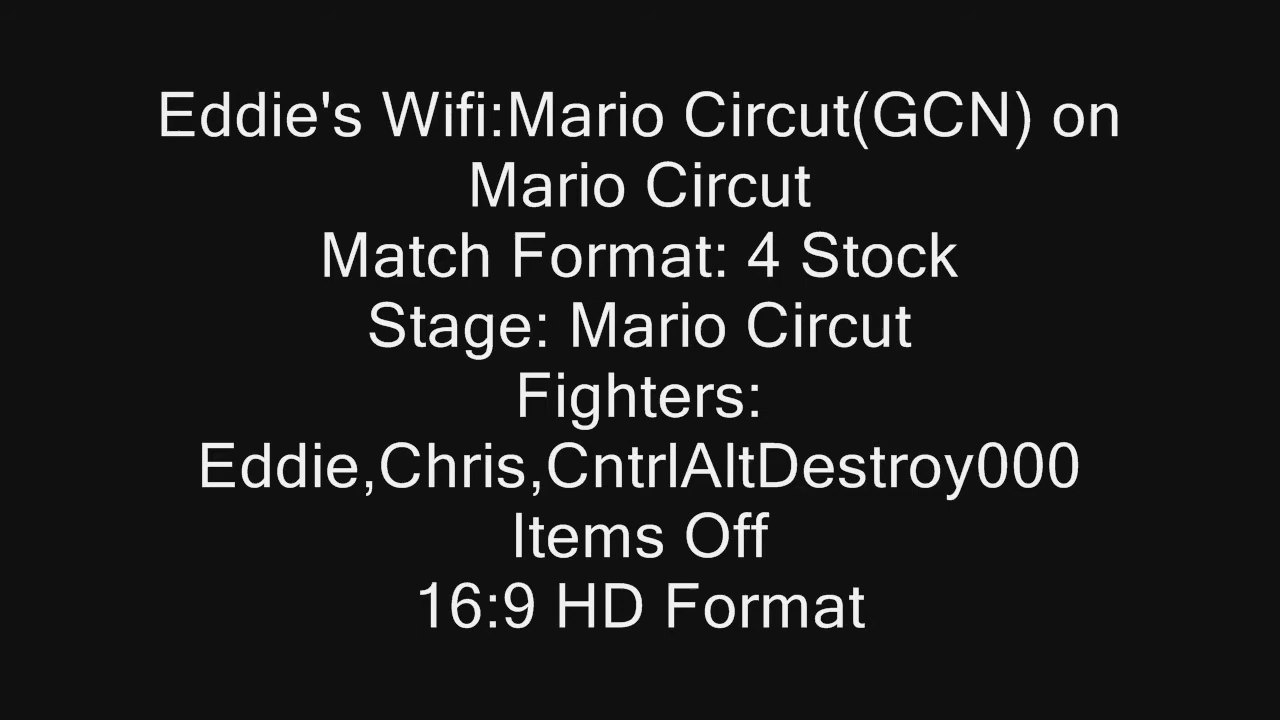 Eddie's Wifi:Mario Circut(GCN) on
Mario Circut
Match Format: 4 Stock
Stage: Mario Circut
Fighters:
Eddie,Chris,CntrlAltDestroy000
Items Off
16:9 HD Format